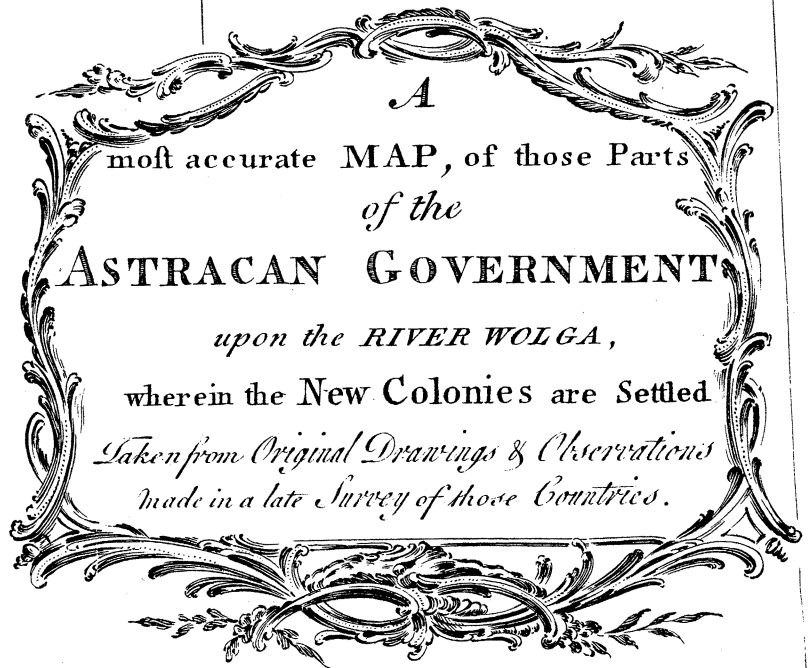 A
moſt accurate MAP, of those Parts
of the
ASTRACAN GOVERNMENT
upon the RIVER WOLGA,
wherein the New Colonies are Settled
Taken from Original Drawings & Observations
made in a late Survey of those Countries.